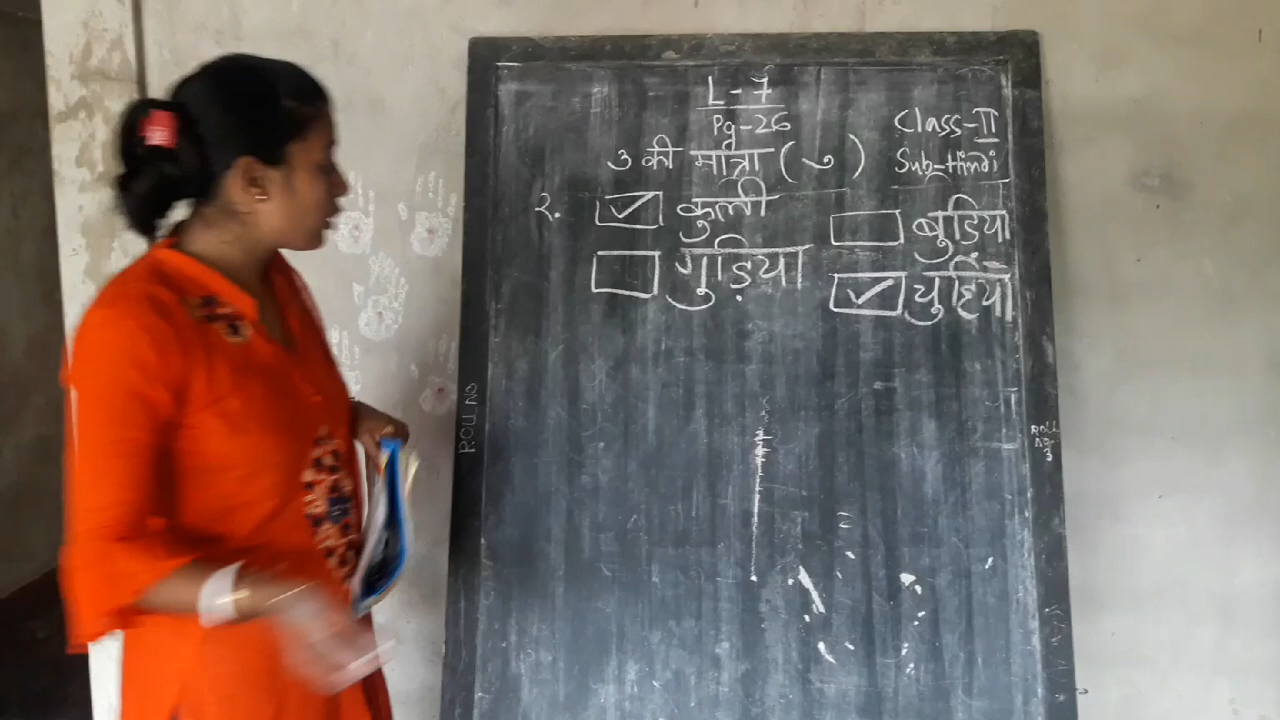 L-7
Pg-26
Class-II
Sub-Hindi
उ की मात्रा ( ु )
२. ✓ कुली
बुड़िया
गुड़िया
✓ चुहिया
ROLL NO
ROLL NO 3